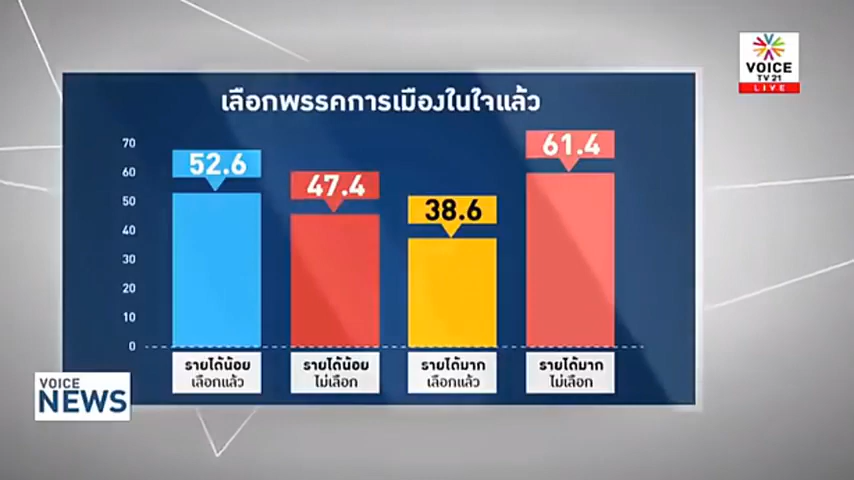 VOICE
TV 21
LIVE
เลือกพรรคการเมืองในใจแล้ว
70
60
50
40
30
20
10
0
52.6
47.4
38.6
61.4
รายได้น้อย
เลือกแล้ว
รายได้น้อย
ไม่เลือก
รายได้มาก
เลือกแล้ว
รายได้มาก
ไม่เลือก
VOICE
NEWS